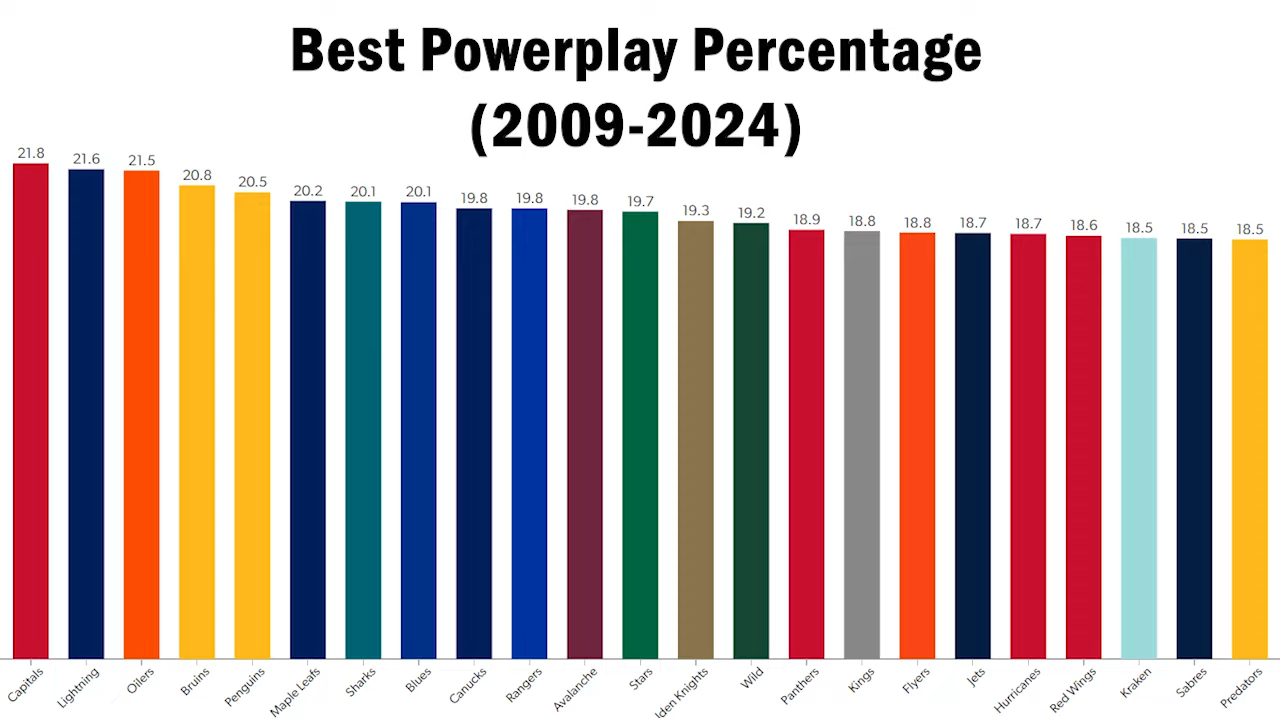 Best Powerplay Percentage
(2009-2024)
21.8 21.6 21.5 20.8 20.5 20.2 20.1 20.1 19.8 19.8 19.8 19.7 19.3 19.2 18.9 18.8 18.8 18.7 18.7 18.6 18.5 18.5 18.5
Capitals Lightning Oilers Bruins Penguins Maple Leafs Sharks Blues Canucks Rangers Avalanche Stars lden Knights Wild Panthers Kings Flyers Jets Hurricanes Red Wings Kraken Sabres Predators